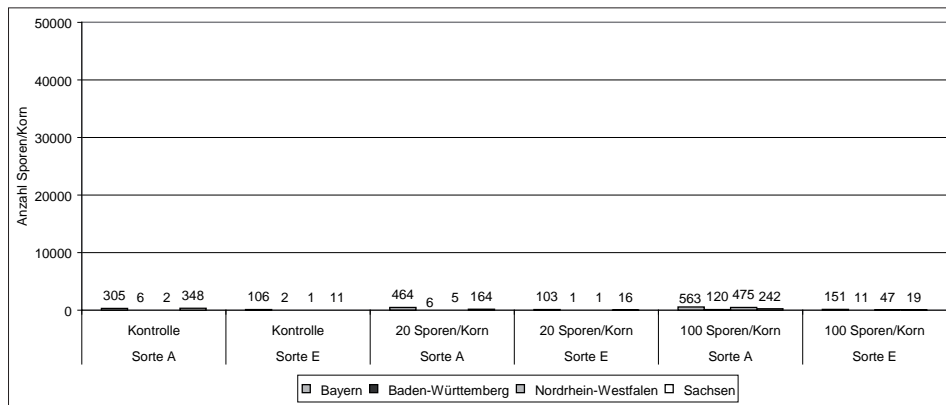 50000
40000
30000
20000
10000
0
Anzahl Sporen/Korn
305 6 2 348 106 2 1 11 464 6 5 164 103 1 1 16 563 120 475 242 151 11 47 19
Kontrolle Kontrolle 20 Sporen/Korn 20 Sporen/Korn 100 Sporen/Korn 100 Sporen/Korn
Sorte A Sorte E Sorte A Sorte E Sorte A Sorte E
Bayern Baden-Württemberg Nordrhein-Westfalen Sachsen